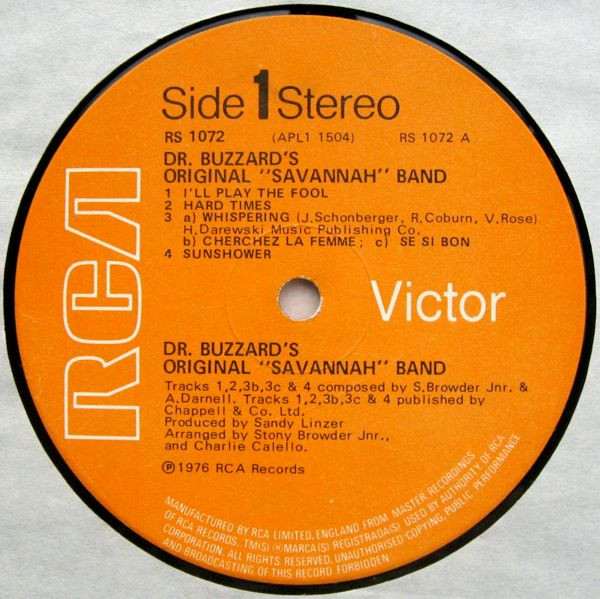 Side 1 Stereo
RS 1072 (APL1 1504) RS 1072 A
DR. BUZZARD'S
ORIGINAL "SAVANNAH" BAND
1 I'LL PLAY THE FOOL
2 HARD TIMES
3 a) WHISPERING (J.Schonberger, R.Coburn, V.Rose)
H.Darewski Music Publishing Co.
b) CHERCHEZ LA FEMME; c) SE SI BON
4 SUNSHOWER
RCA
Victor
DR. BUZZARD'S
ORIGINAL "SAVANNAH" BAND
Tracks 1,2,3b,3c & 4 composed by S.Browder Jnr. &
A.Darnell. Tracks 1,2,3b,3c & 4 published by
Chappell & Co. Ltd.
Produced by Sandy Linzer
Arranged by Stony Browder Jnr.,
and Charlie Calello.
℗ 1976 RCA Records
MANUFACTURED BY RCA LIMITED, ENGLAND FROM MASTER RECORDINGS
OF RCA RECORDS. TM(S) ® MARCA(S) REGISTRADA(S) USED BY AUTHORITY OF RCA
CORPORATION. ALL RIGHTS RESERVED. UNAUTHORISED COPYING, PUBLIC PERFORMANCE
AND BROADCASTING OF THIS RECORD FORBIDDEN